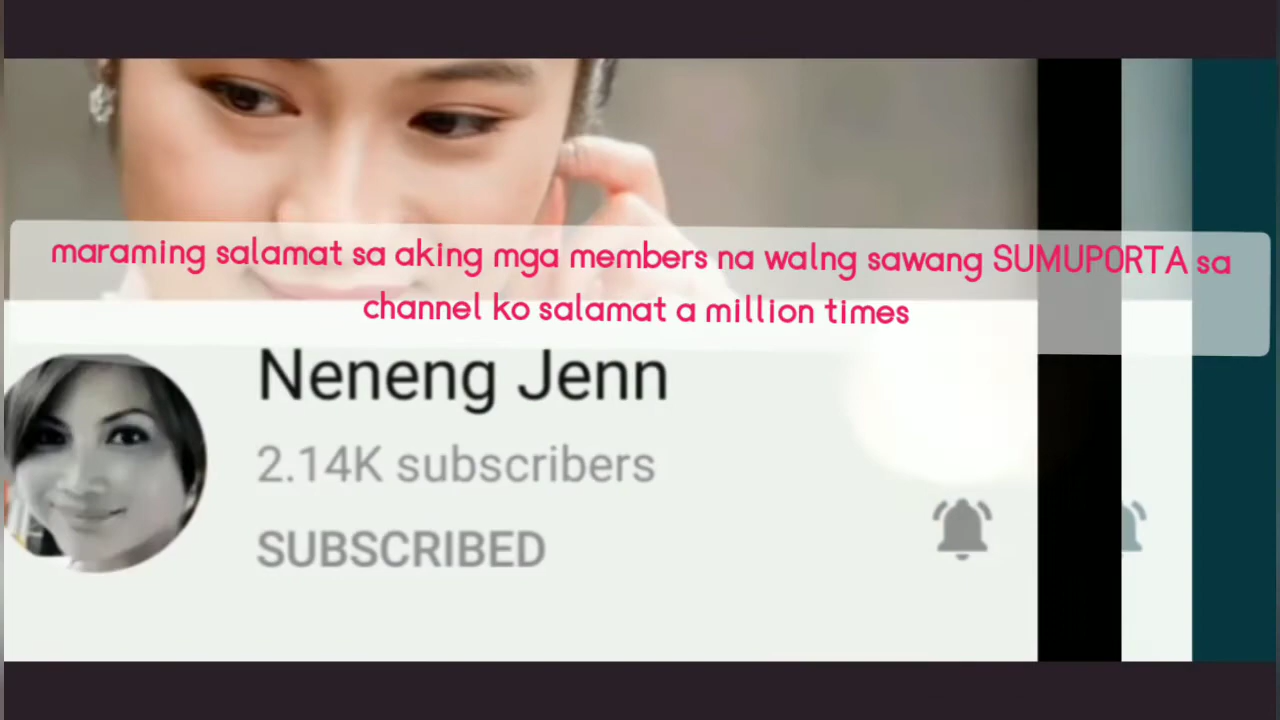 maraming salamat sa aking mga members na walng sawang SUMUPORTA sa
channel ko salamat a million times
Neneng Jenn
2.14K subscribers
SUBSCRIBED